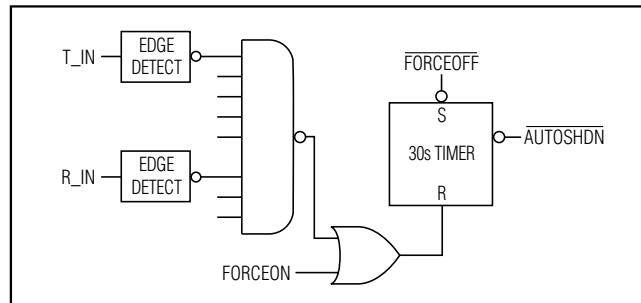 T_IN
EDGE
DETECT
FORCEOFF
S
30s TIMER
AUTOSHDN
R_IN
EDGE
DETECT
R
FORCEON